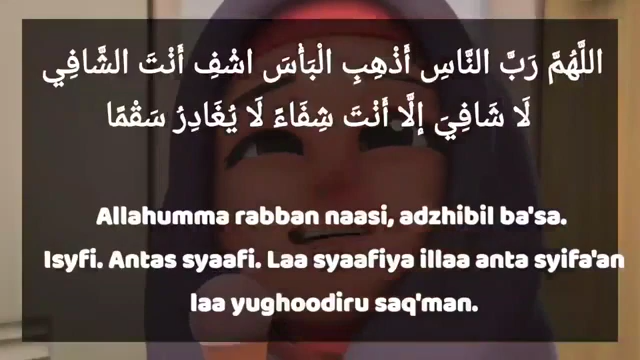 اللَّهُمَّ رَبَّ النَّاسِ أَذْهِبِ الْبَأْسَ اشْفِ أَنْتَ الشَّافِي
لَا شَافِيَ إلَّا أَنْتَ شِفَاءً لَا يُغَادِرُ سَقْمًا
Allahumma rabban naasi, adzhibil ba'sa.
Isyfi. Antas syaafi. Laa syaafiya illaa anta syifa'an
laa yughoodiru saq'man.